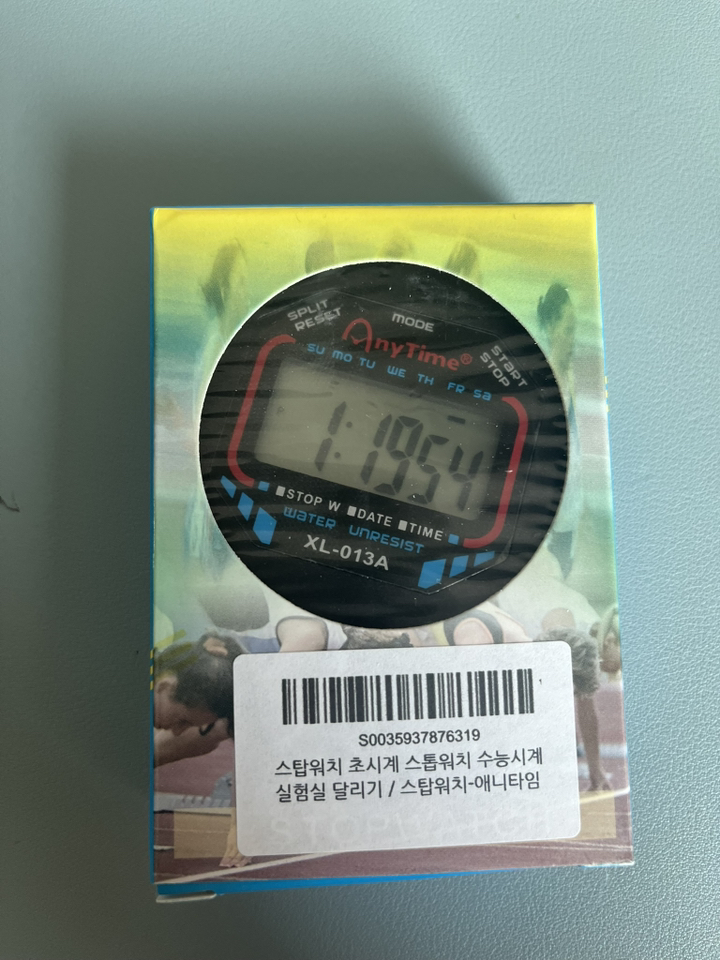 SPLIT
RESET
MODE
START
STOP
AnyTime®
SU MO TU WE TH FR Sa
1:1954
■STOP W ■DATE ■TIME
WATER UNRESIST
XL-013A
S0035937876319
스탑워치 초시계 스톱워치 수능시계
실험실 달리기 / 스탑워치-애니타임
STOPWATCH